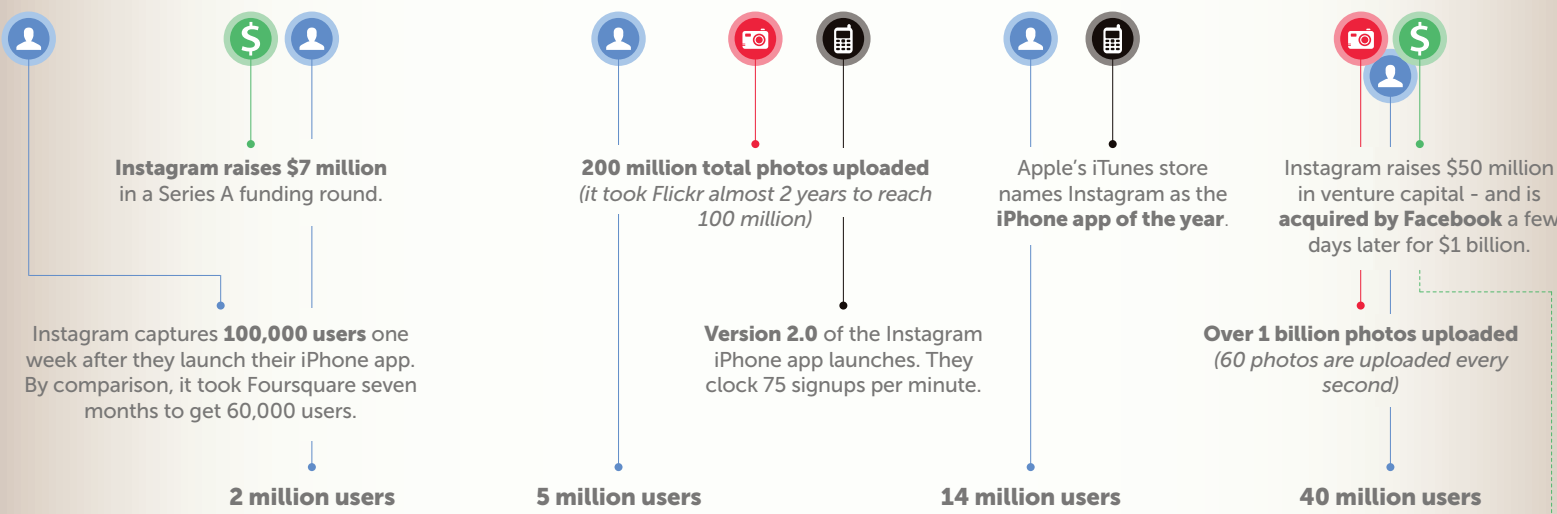 Instagram raises $7 million
in a Series A funding round.
200 million total photos uploaded
(it took Flickr almost 2 years to reach
100 million)
Apple's iTunes store
names Instagram as the
iPhone app of the year.
Instagram raises $50 million
in venture capital - and is
acquired by Facebook a few
days later for $1 billion.
Instagram captures 100,000 users one
week after they launch their iPhone app.
By comparison, it took Foursquare seven
months to get 60,000 users.
Version 2.0 of the Instagram
iPhone app launches. They
clock 75 signups per minute.
Over 1 billion photos uploaded
(60 photos are uploaded every
second)
2 million users
5 million users
14 million users
40 million users